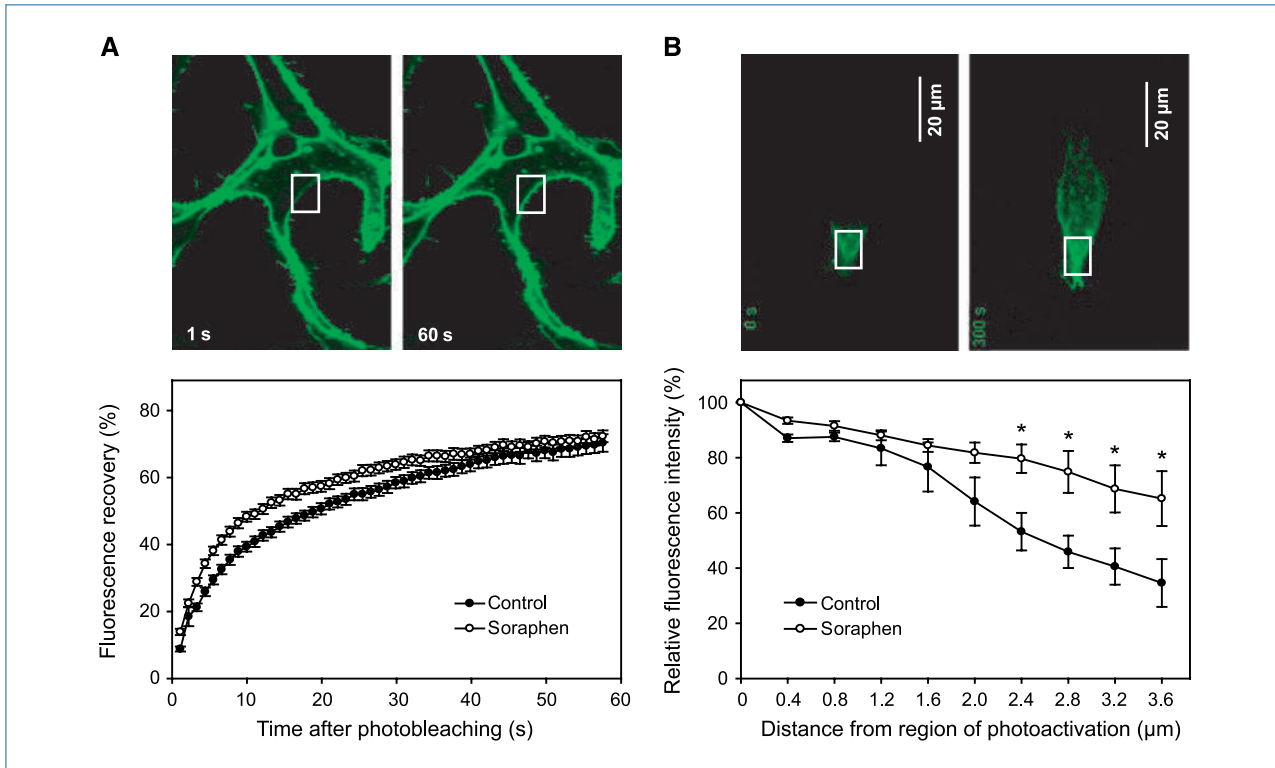 A
1 s
60 s
Fluorescence recovery (%)
80
60
40
20
0
Control
Soraphen
0
10
20
30
40
50
60
Time after photobleaching (s)
B
20 µm
20 µm
0 s
300 s
Relative fluorescence intensity (%)
100
80
60
40
20
0
* * * *
Control
Soraphen
0
0.4
0.8
1.2
1.6
2.0
2.4
2.8
3.2
3.6
Distance from region of photoactivation (µm)